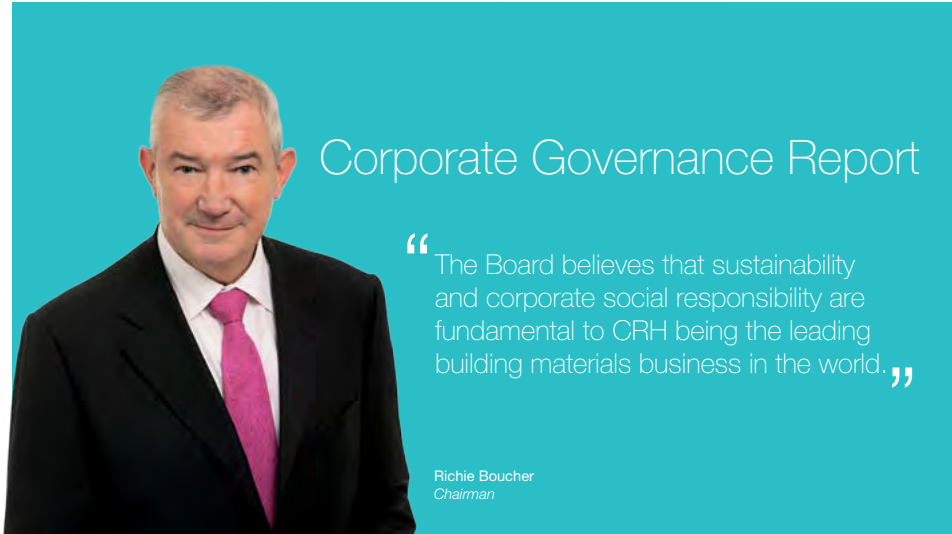 Corporate Governance Report
“
The Board believes that sustainability
and corporate social responsibility are
fundamental to CRH being the leading
building materials business in the world.”
Richie Boucher
Chairman